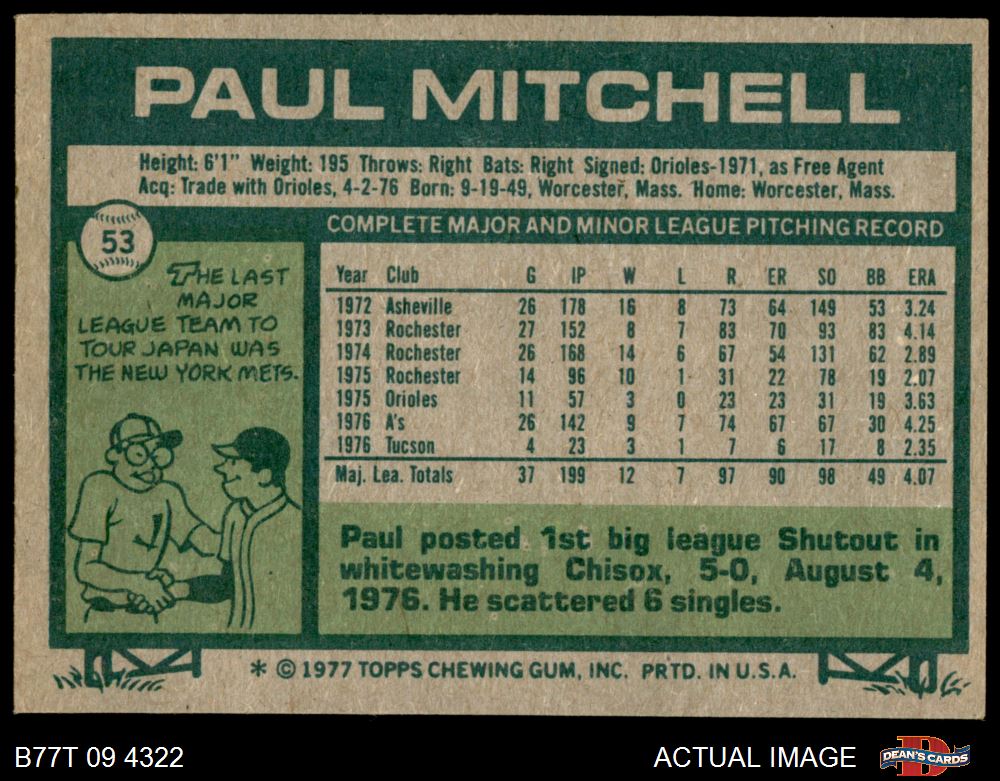 PAUL MITCHELL
Height: 6'1" Weight: 195 Throws: Right Bats: Right Signed: Orioles-1971, as Free Agent
Acq: Trade with Orioles, 4-2-76 Born: 9-19-49, Worcester, Mass. Home: Worcester, Mass.
53
THE LAST
MAJOR
LEAGUE TEAM TO
TOUR JAPAN WAS
THE NEW YORK METS.
J
COMPLETE MAJOR AND MINOR LEAGUE PITCHING RECORD
Year Club G IP W L R ER SO BB ERA
1972 Asheville 26 178 16 8 73 64 149 53 3.24
1973 Rochester 27 152 8 7 83 70 93 83 4.14
1974 Rochester 26 168 14 6 67 54 131 62 2.89
1975 Rochester 14 96 10 1 31 22 78 19 2.07
1975 Orioles 11 57 3 0 23 23 31 19 3.63
1976 A's 26 142 9 7 74 67 67 30 4.25
1976 Tucson 4 23 3 1 7 6 17 8 2.35
Maj. Lea. Totals 37 199 12 7 97 90 98 49 4.07
Paul posted 1st big league Shutout in
whitewashing Chisox, 5-0, August 4,
1976. He scattered 6 singles.
* © 1977 TOPPS CHEWING GUM, INC. PRTD. IN U.S.A.
B77T 09 4322
ACTUAL IMAGE
D
DEAN'S CARDS